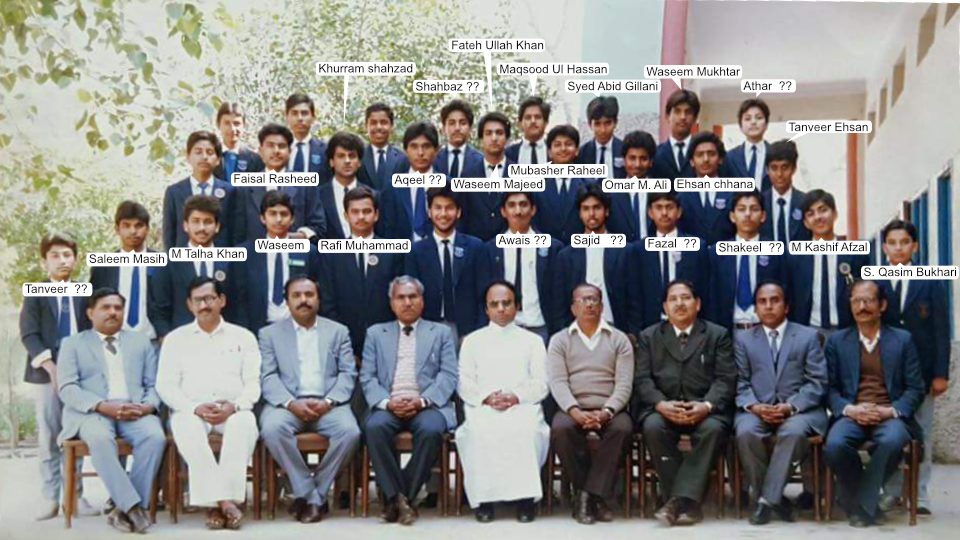 Fateh Ullah Khan
Khurram shahzad
Maqsood Ul Hassan
Waseem Mukhtar
Shahbaz ??
Syed Abid Gillani
Athar ??
Tanveer Ehsan
Mubasher Raheel
Faisal Rasheed
Aqeel ??
Waseem Majeed
Omar M. Ali
Ehsan chhana
Saleem Masih
M Talha Khan
Waseem
Rafi Muhammad
Awais ??
Sajid ??
Fazal ??
Shakeel ??
M Kashif Afzal
S. Qasim Bukhari
Tanveer ??